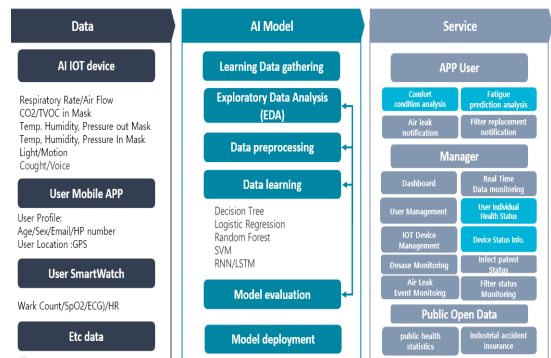 Data
AI IOT device
Respiratory Rate/Air Flow
CO2/TVOC in Mask
Temp. Humidity, Pressure out Mask
Temp, Humidity, Pressure In Mask
Light/Motion
Cought/Voice
User Mobile APP
User Profile:
Age/Sex/Email/HP number
User Location :GPS
User SmartWatch
Wark Count/SpO2/ECG)/HR
Etc data
AI Model
Learning Data gathering
Exploratory Data Analysis
(EDA)
Data preprocessing
Data learning
Decision Tree
Logistic Regression
Random Forest
SVM
RNN/LSTM
Model evaluation
Model deployment
Service
APP User
Comfort
condition analysis
Fatigue
prediction analysis
Air leak
notification
Filter replacement
notification
Manager
Dashboard
Real Time
Data monitoring
User Management
User Individual
Health Status
IOT Device
Management
Device Status Info.
Desase Monitoring
Infect patent
Status
Air Leak
Event Monitoing
Filter status
Monitoring
Public Open Data
public health
statistics
industrial accident
insurance